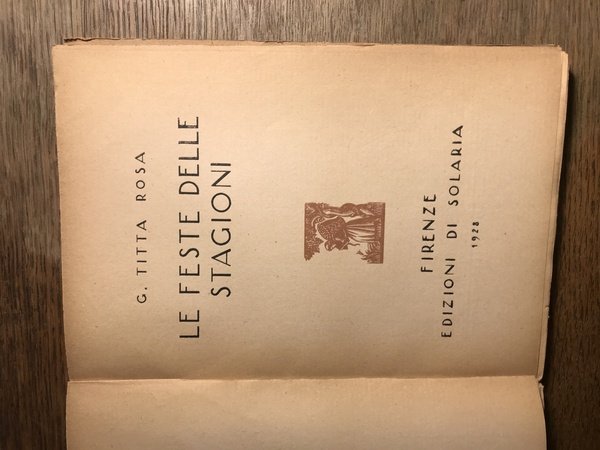 G. TITTA ROSA
LE FESTE DELLE
STAGIONI
FIRENZE
EDIZIONI DI SOLARIA
1928